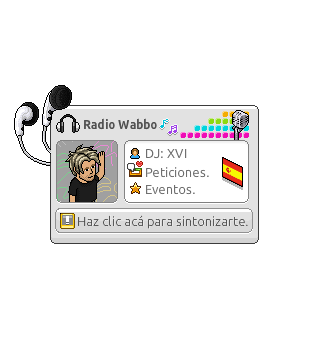 Radio Wabbo
DJ: XVI
Peticiones.
Eventos.
Haz clic acá para sintonizarte.